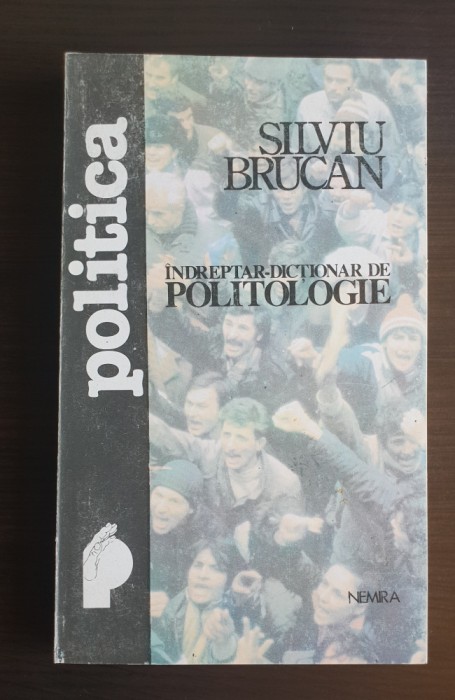 politica
SILVIU
BRUCAN
ÎNDREPTAR-DICȚIONAR DE
POLITOLOGIE
NEMIRA